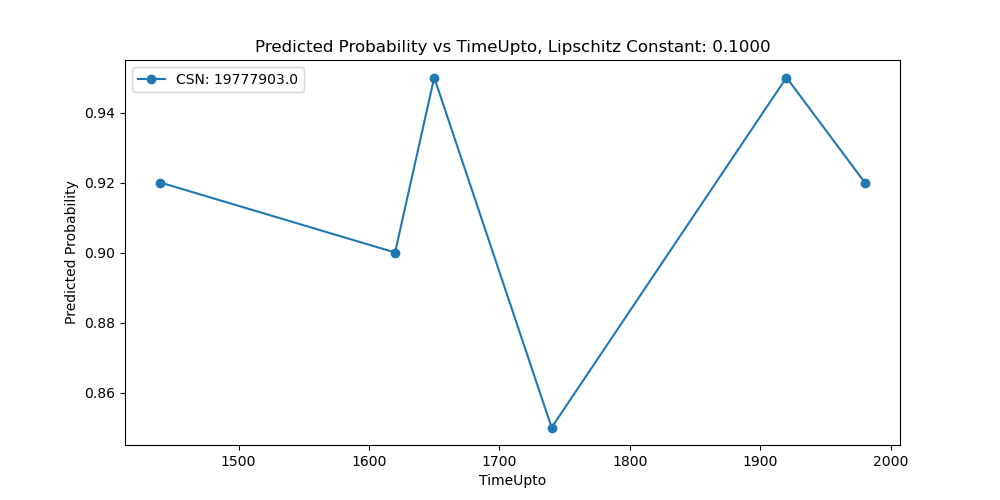 Predicted Probability vs TimeUpto, Lipschitz Constant: 0.1000
CSN: 19777903.0
Predicted Probability
0.94
0.92
0.90
0.88
0.86
1500 1600 1700 1800 1900 2000
TimeUpto